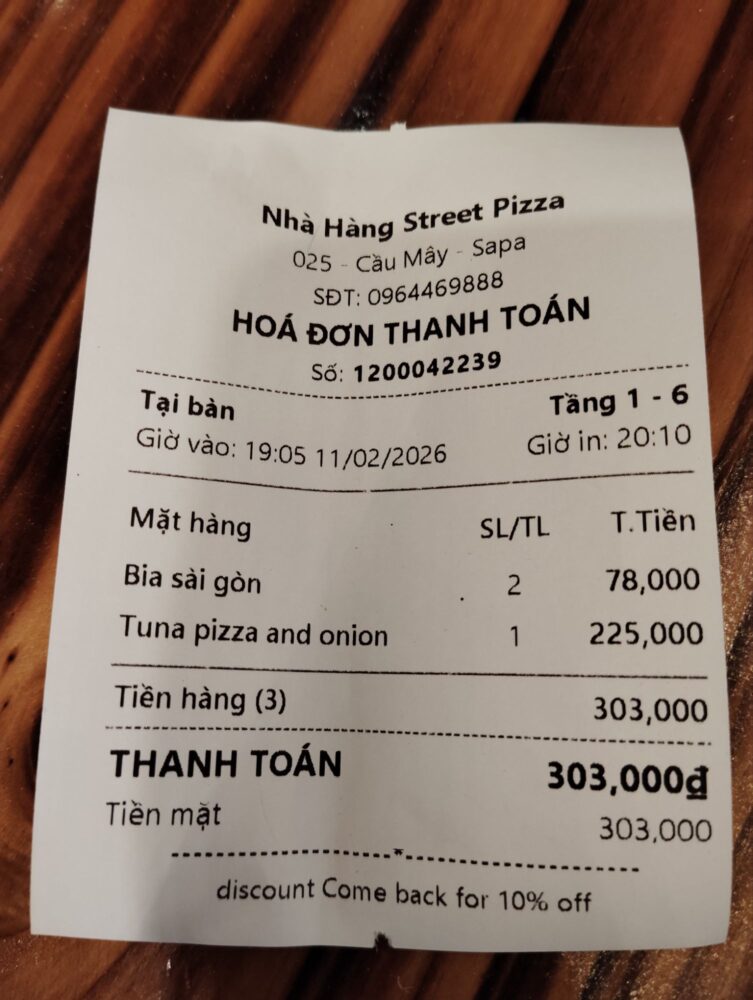 Nhà Hàng Street Pizza
025 - Cầu Mây - Sapa
SĐT: 0964469888
HOÁ ĐƠN THANH TOÁN
Số: 1200042239
Tại bàn Tầng 1 - 6
Giờ vào: 19:05 11/02/2026 Giờ in: 20:10
Mặt hàng SL/TL T.Tiền
Bia sài gòn 2 78,000
Tuna pizza and onion 1 225,000
Tiền hàng (3) 303,000
THANH TOÁN 303,000đ
Tiền mặt 303,000
discount Come back for 10% off